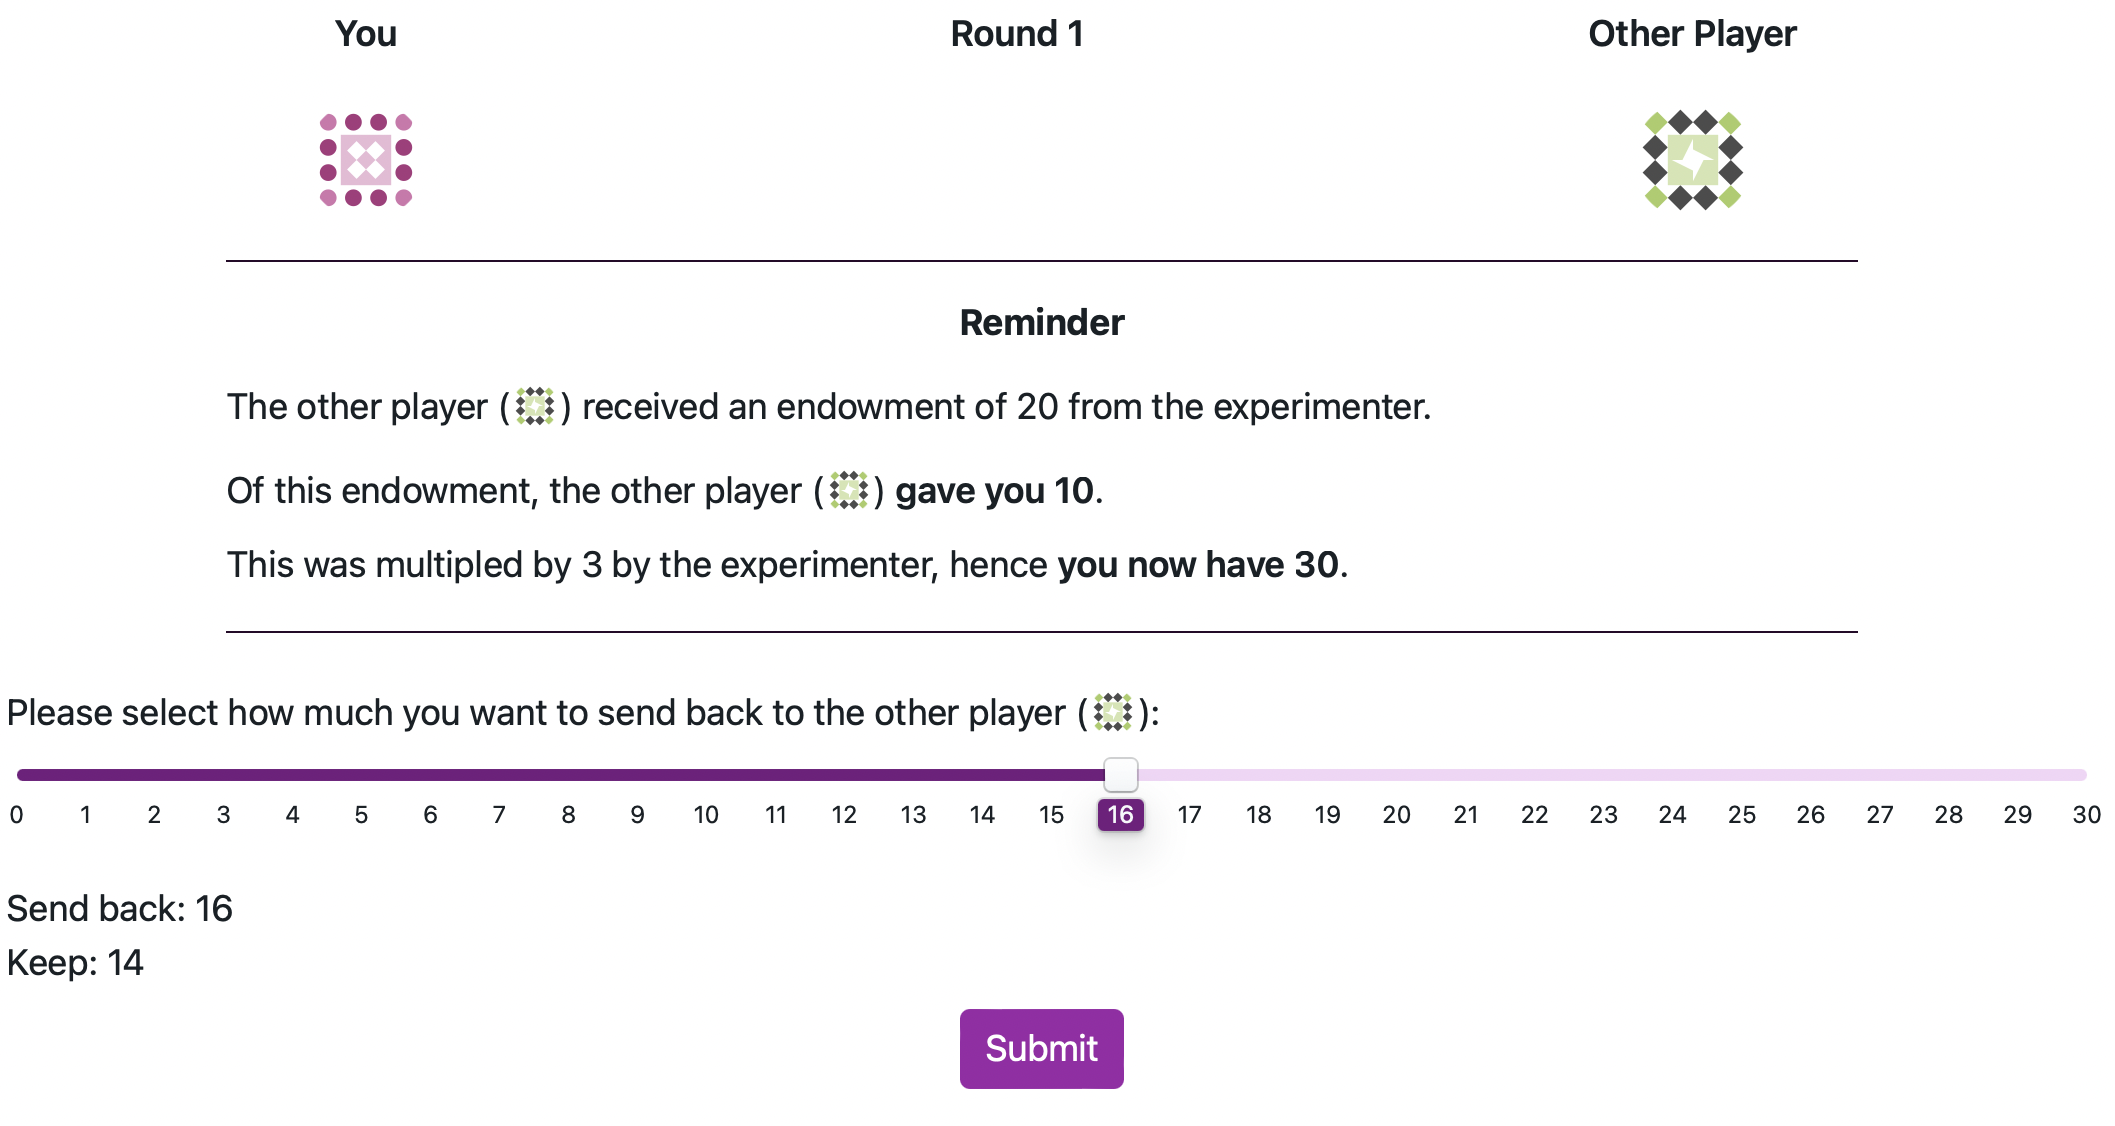 You Round 1 Other Player
Reminder
The other player ( ) received an endowment of 20 from the experimenter.
Of this endowment, the other player ( ) gave you 10.
This was multipled by 3 by the experimenter, hence you now have 30.
Please select how much you want to send back to the other player ( ):
0 1 2 3 4 5 6 7 8 9 10 11 12 13 14 15 16 17 18 19 20 21 22 23 24 25 26 27 28 29 30
Send back: 16
Keep: 14
Submit